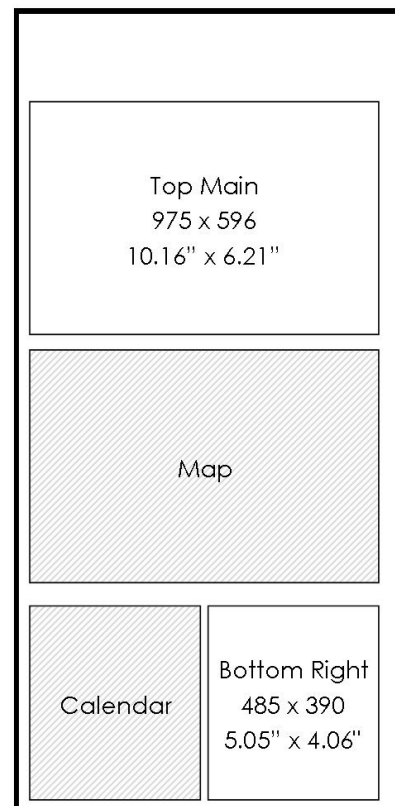 Top Main
975 x 596
10.16” x 6.21”
Map
Calendar
Bottom Right
485 x 390
5.05” x 4.06”